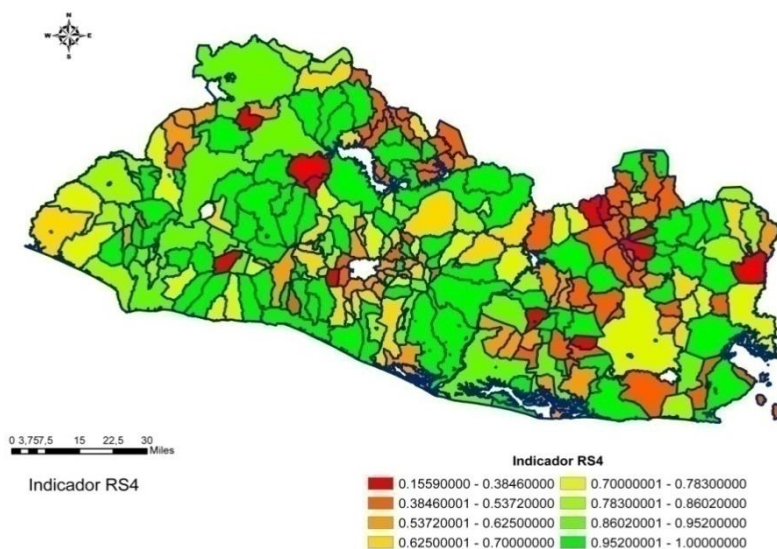 N
W E
S
0 3,757,5 15 22,5 30
Miles
Indicador RS4
Indicador RS4
0.15590000 - 0.38460000
0.38460001 - 0.53720000
0.53720001 - 0.62500000
0.62500001 - 0.70000000
0.70000001 - 0.78300000
0.78300001 - 0.86020000
0.86020001 - 0.95200000
0.95200001 - 1.00000000